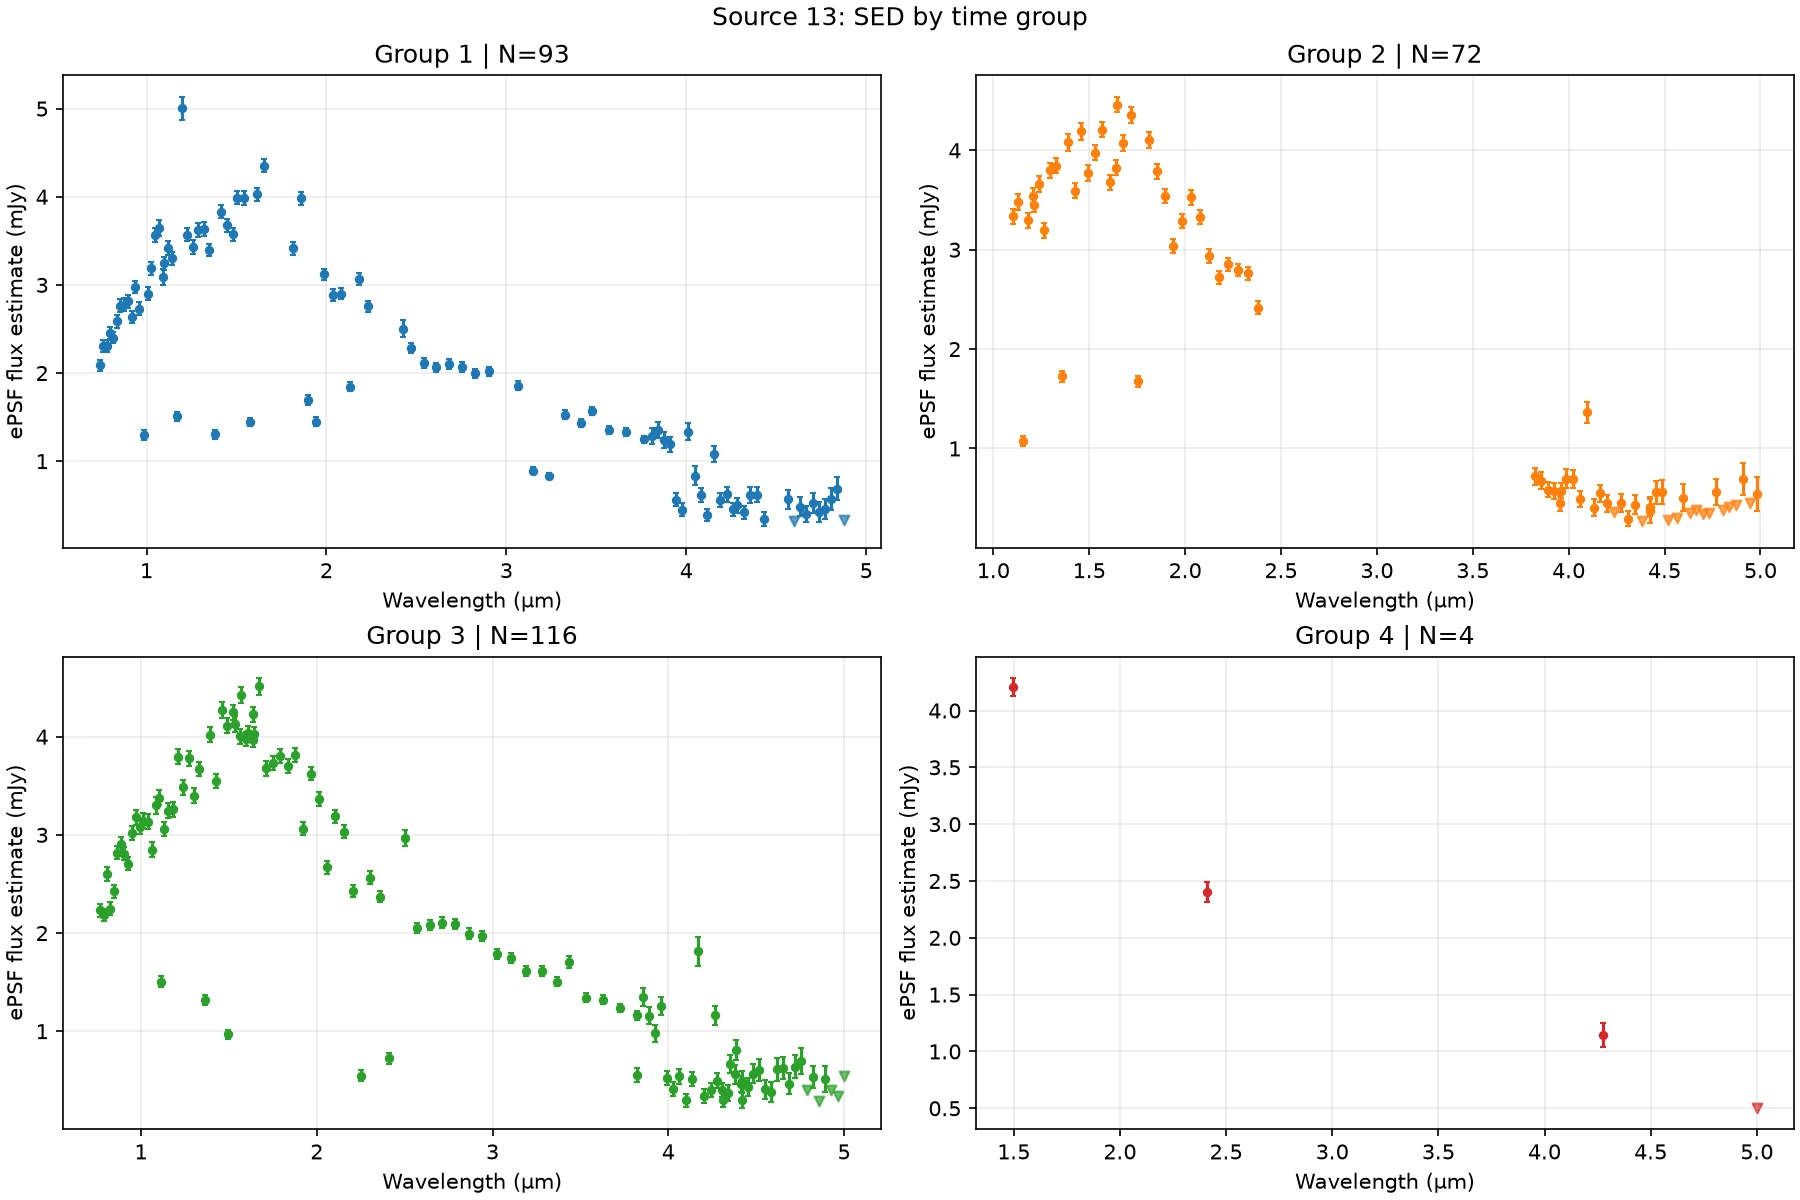 Source 13: SED by time group
Group 1 | N=93
ePSF flux estimate (mJy)
5
4
3
2
1
1 2 3 4 5
Wavelength (μm)
Group 2 | N=72
ePSF flux estimate (mJy)
4
3
2
1
1.0 1.5 2.0 2.5 3.0 3.5 4.0 4.5 5.0
Wavelength (μm)
Group 3 | N=116
ePSF flux estimate (mJy)
4
3
2
1
1 2 3 4 5
Wavelength (μm)
Group 4 | N=4
ePSF flux estimate (mJy)
4.0
3.5
3.0
2.5
2.0
1.5
1.0
0.5
1.5 2.0 2.5 3.0 3.5 4.0 4.5 5.0
Wavelength (μm)